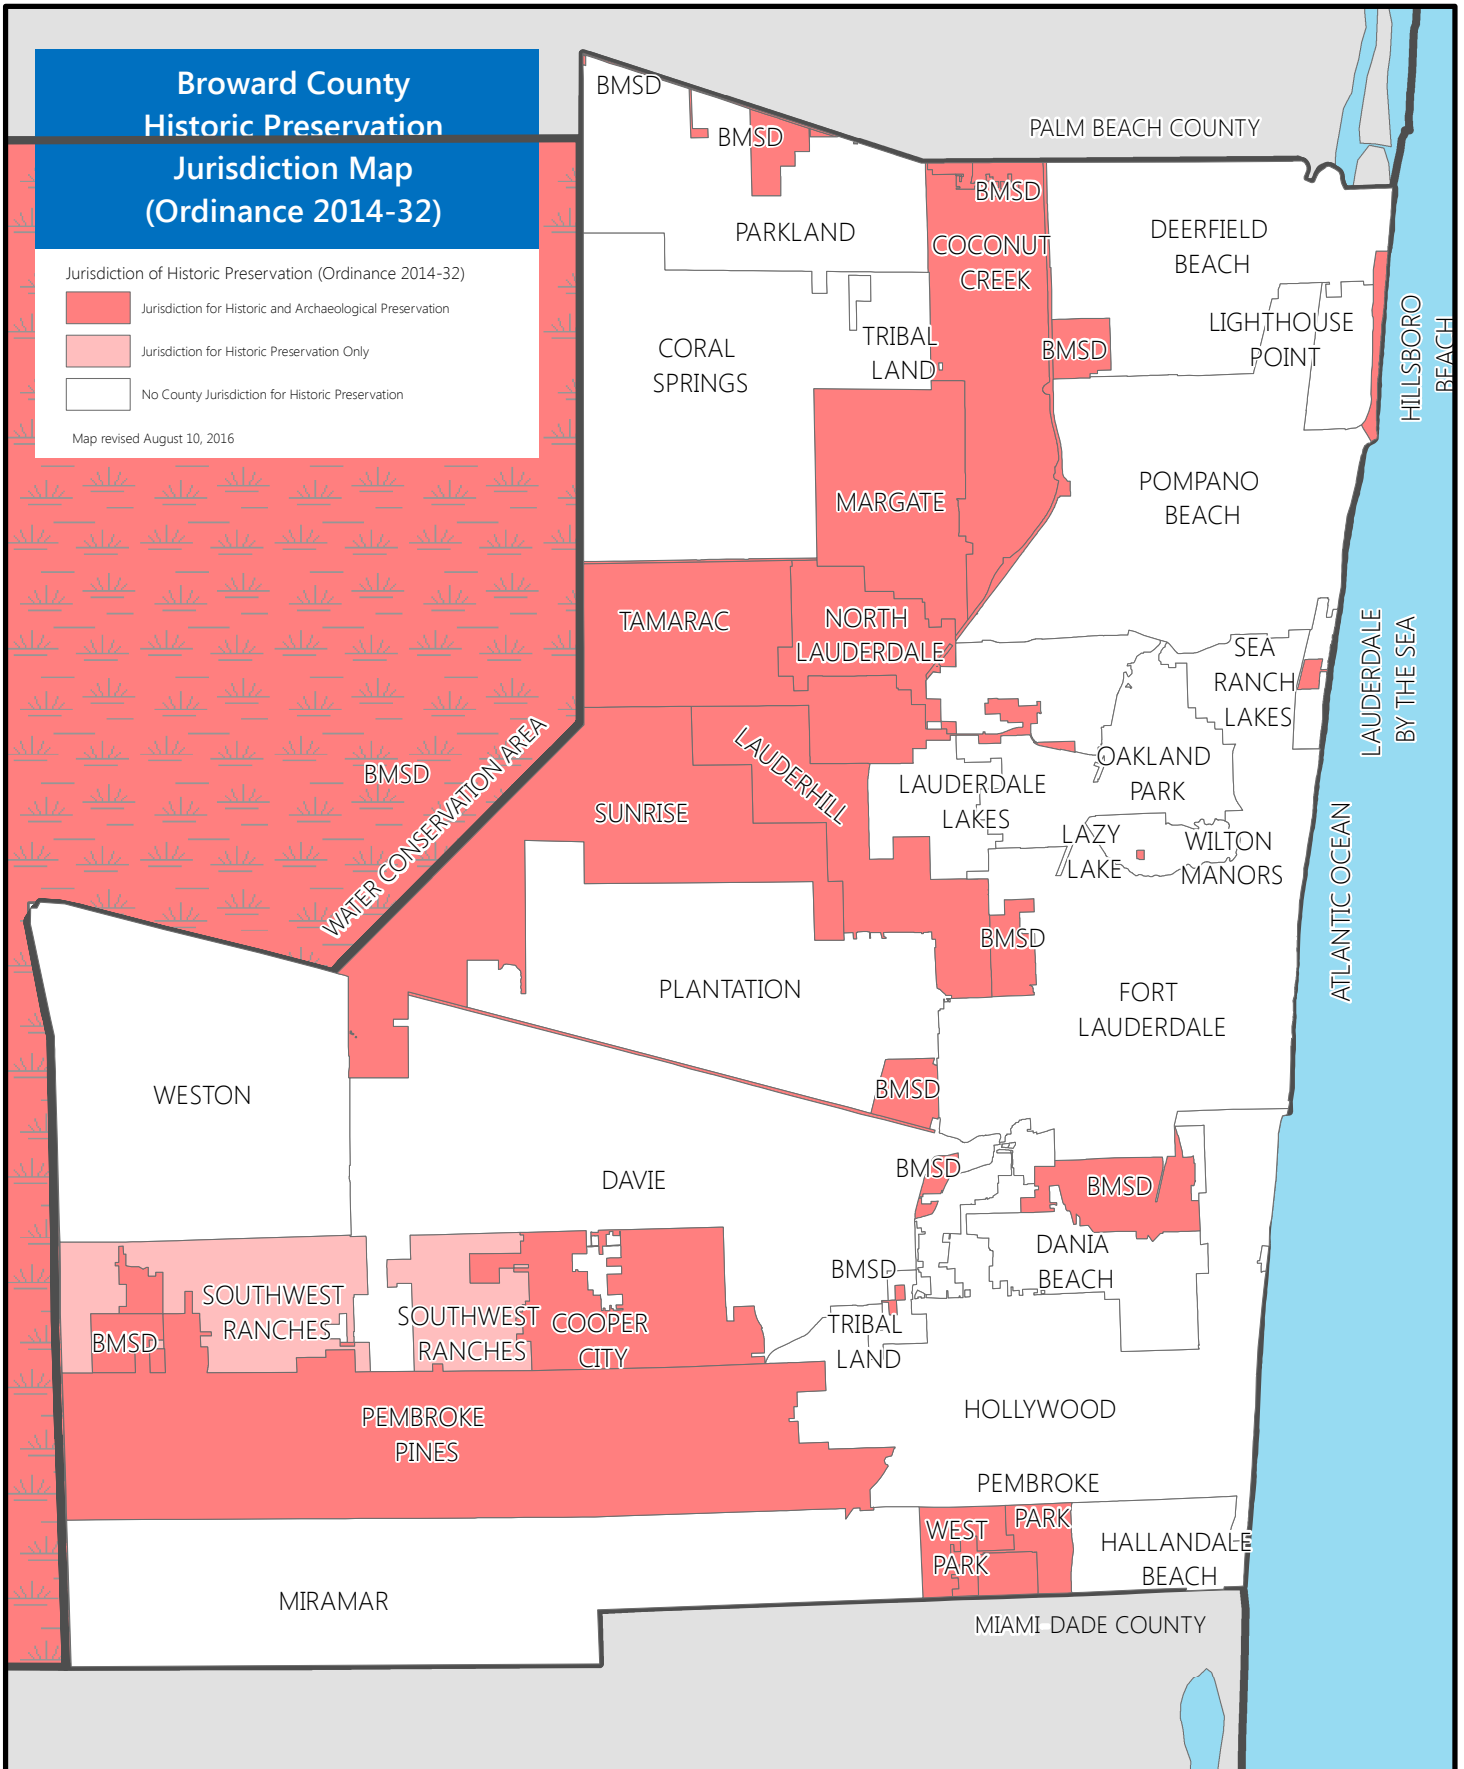 Broward County
Historic Preservation
Jurisdiction Map
(Ordinance 2014-32)
Jurisdiction of Historic Preservation (Ordinance 2014-32)
Jurisdiction for Historic and Archaeological Preservation
Jurisdiction for Historic Preservation Only
No County Jurisdiction for Historic Preservation
Map revised August 10, 2016
BMSD
BMSD
PALM BEACH COUNTY
BMSD
PARKLAND
COCONUT
CREEK
DEERFIELD
BEACH
HILLSBORO
BEACH
LIGHTHOUSE
POINT
TRIBAL
LAND
BMSD
CORAL
SPRINGS
MARGATE
POMPANO
BEACH
TAMARAC
NORTH
LAUDERDALE
SEA
RANCH
LAKES
LAUDERDALE
BY THE SEA
BMSD
WATER CONSERVATION AREA
LAUDERHILL
SUNRISE
LAUDERDALE
LAKES
OAKLAND
PARK
LAZY
LAKE
WILTON
MANORS
ATLANTIC OCEAN
BMSD
PLANTATION
FORT
LAUDERDALE
WESTON
BMSD
DAVIE
BMSD
BMSD
DANIA
BEACH
BMSD
SOUTHWEST
RANCHES
BMSD
SOUTHWEST
RANCHES
COOPER
CITY
TRIBAL
LAND
PEMBROKE
PINES
HOLLYWOOD
PEMBROKE
PARK
WEST
PARK
HALLANDALE
BEACH
MIRAMAR
MIAMI DADE COUNTY